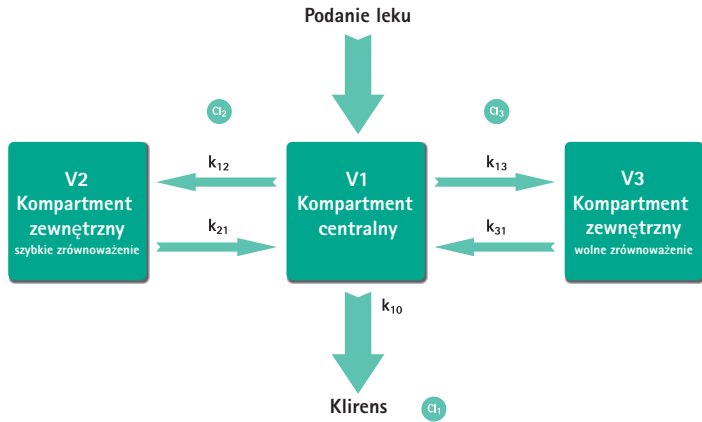 Podanie leku
Cl₂
Cl₃
V2
Kompartment
zewnętrzny
szybkie zrównoważenie
k₁₂
k₂₁
V1
Kompartment
centralny
k₁₃
k₃₁
V3
Kompartment
zewnętrzny
wolne zrównoważenie
k₁₀
Klirens
Cl₁